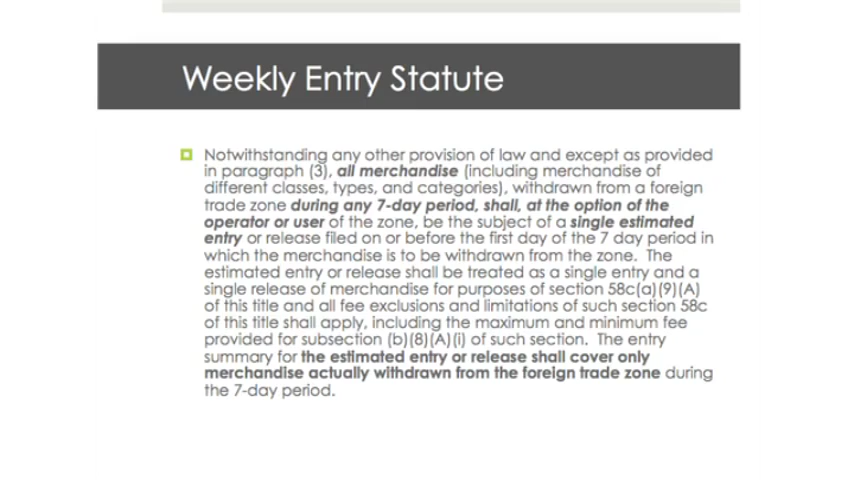 Weekly Entry Statute
Notwithstanding any other provision of law and except as provided
in paragraph (3), all merchandise (including merchandise of
different classes, types, and categories), withdrawn from a foreign
trade zone during any 7-day period, shall, at the option of the
operator or user of the zone, be the subject of a single estimated
entry or release filed on or before the first day of the 7 day period in
which the merchandise is to be withdrawn from the zone. The
estimated entry or release shall be treated as a single entry and a
single release of merchandise for purposes of section 58c(a)(9)(A)
of this title and all fee exclusions and limitations of such section 58c
of this title shall apply, including the maximum and minimum fee
provided for subsection (b)(8)(A)(i) of such section. The entry
summary for the estimated entry or release shall cover only
merchandise actually withdrawn from the foreign trade zone during
the 7-day period.